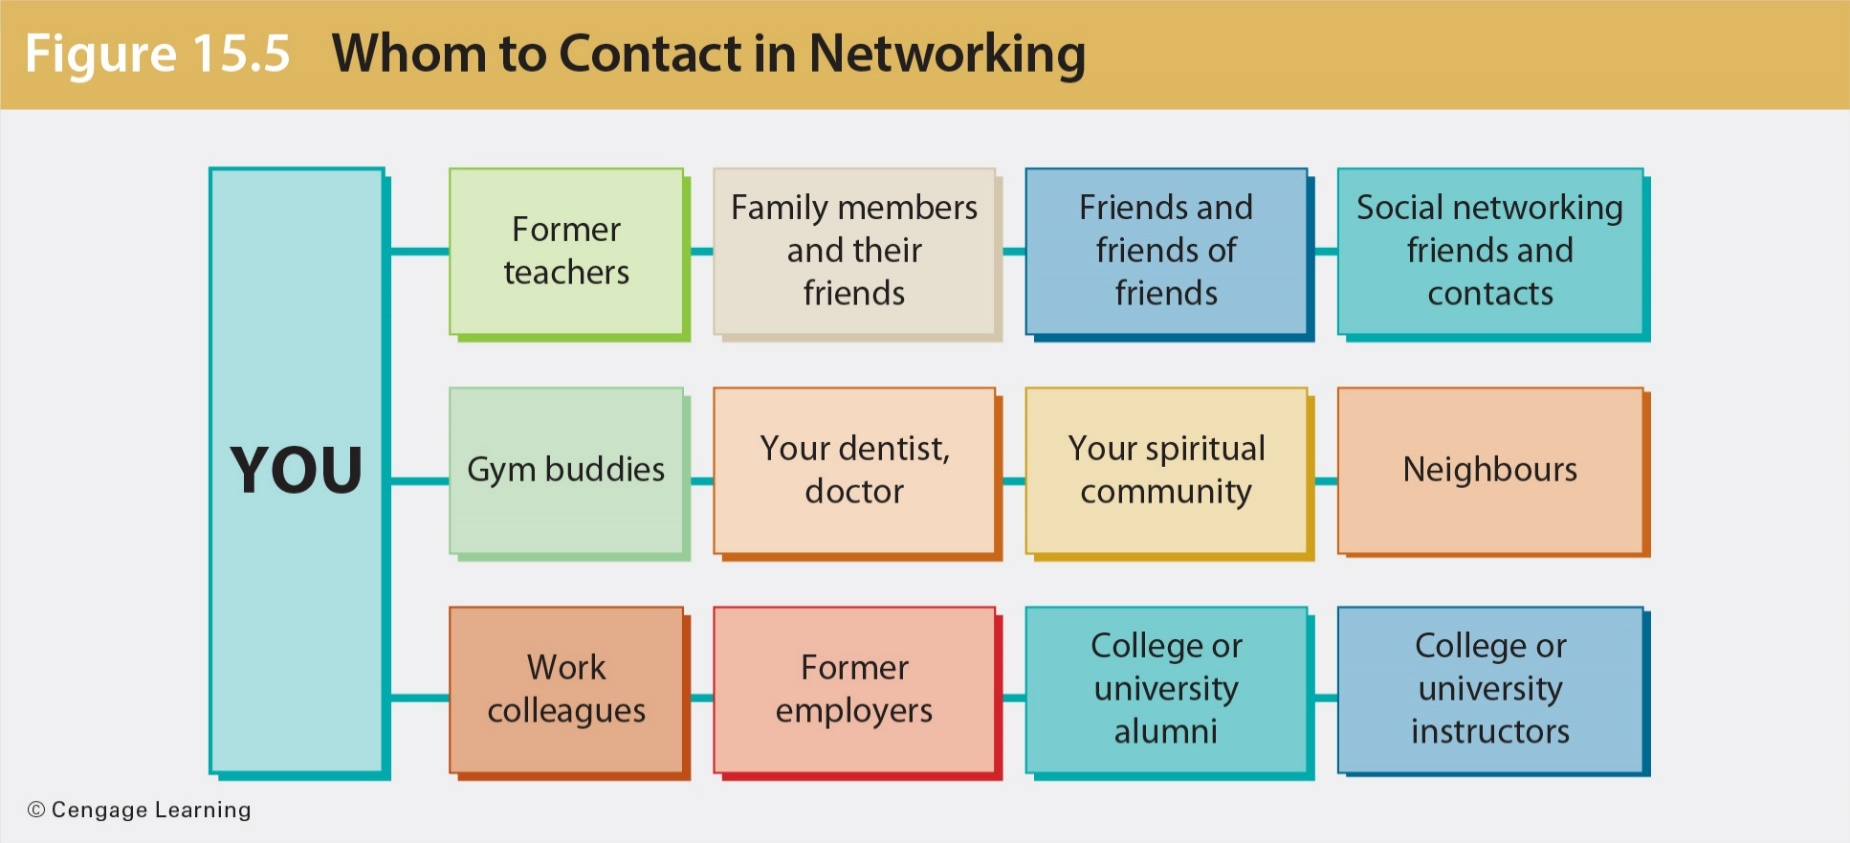 Figure 15.5 Whom to Contact in Networking
YOU
Former
teachers
Family members
and their
friends
Friends and
friends of
friends
Social networking
friends and
contacts
Gym buddies
Your dentist,
doctor
Your spiritual
community
Neighbours
Work
colleagues
Former
employers
College or
university
alumni
College or
university
instructors
© Cengage Learning